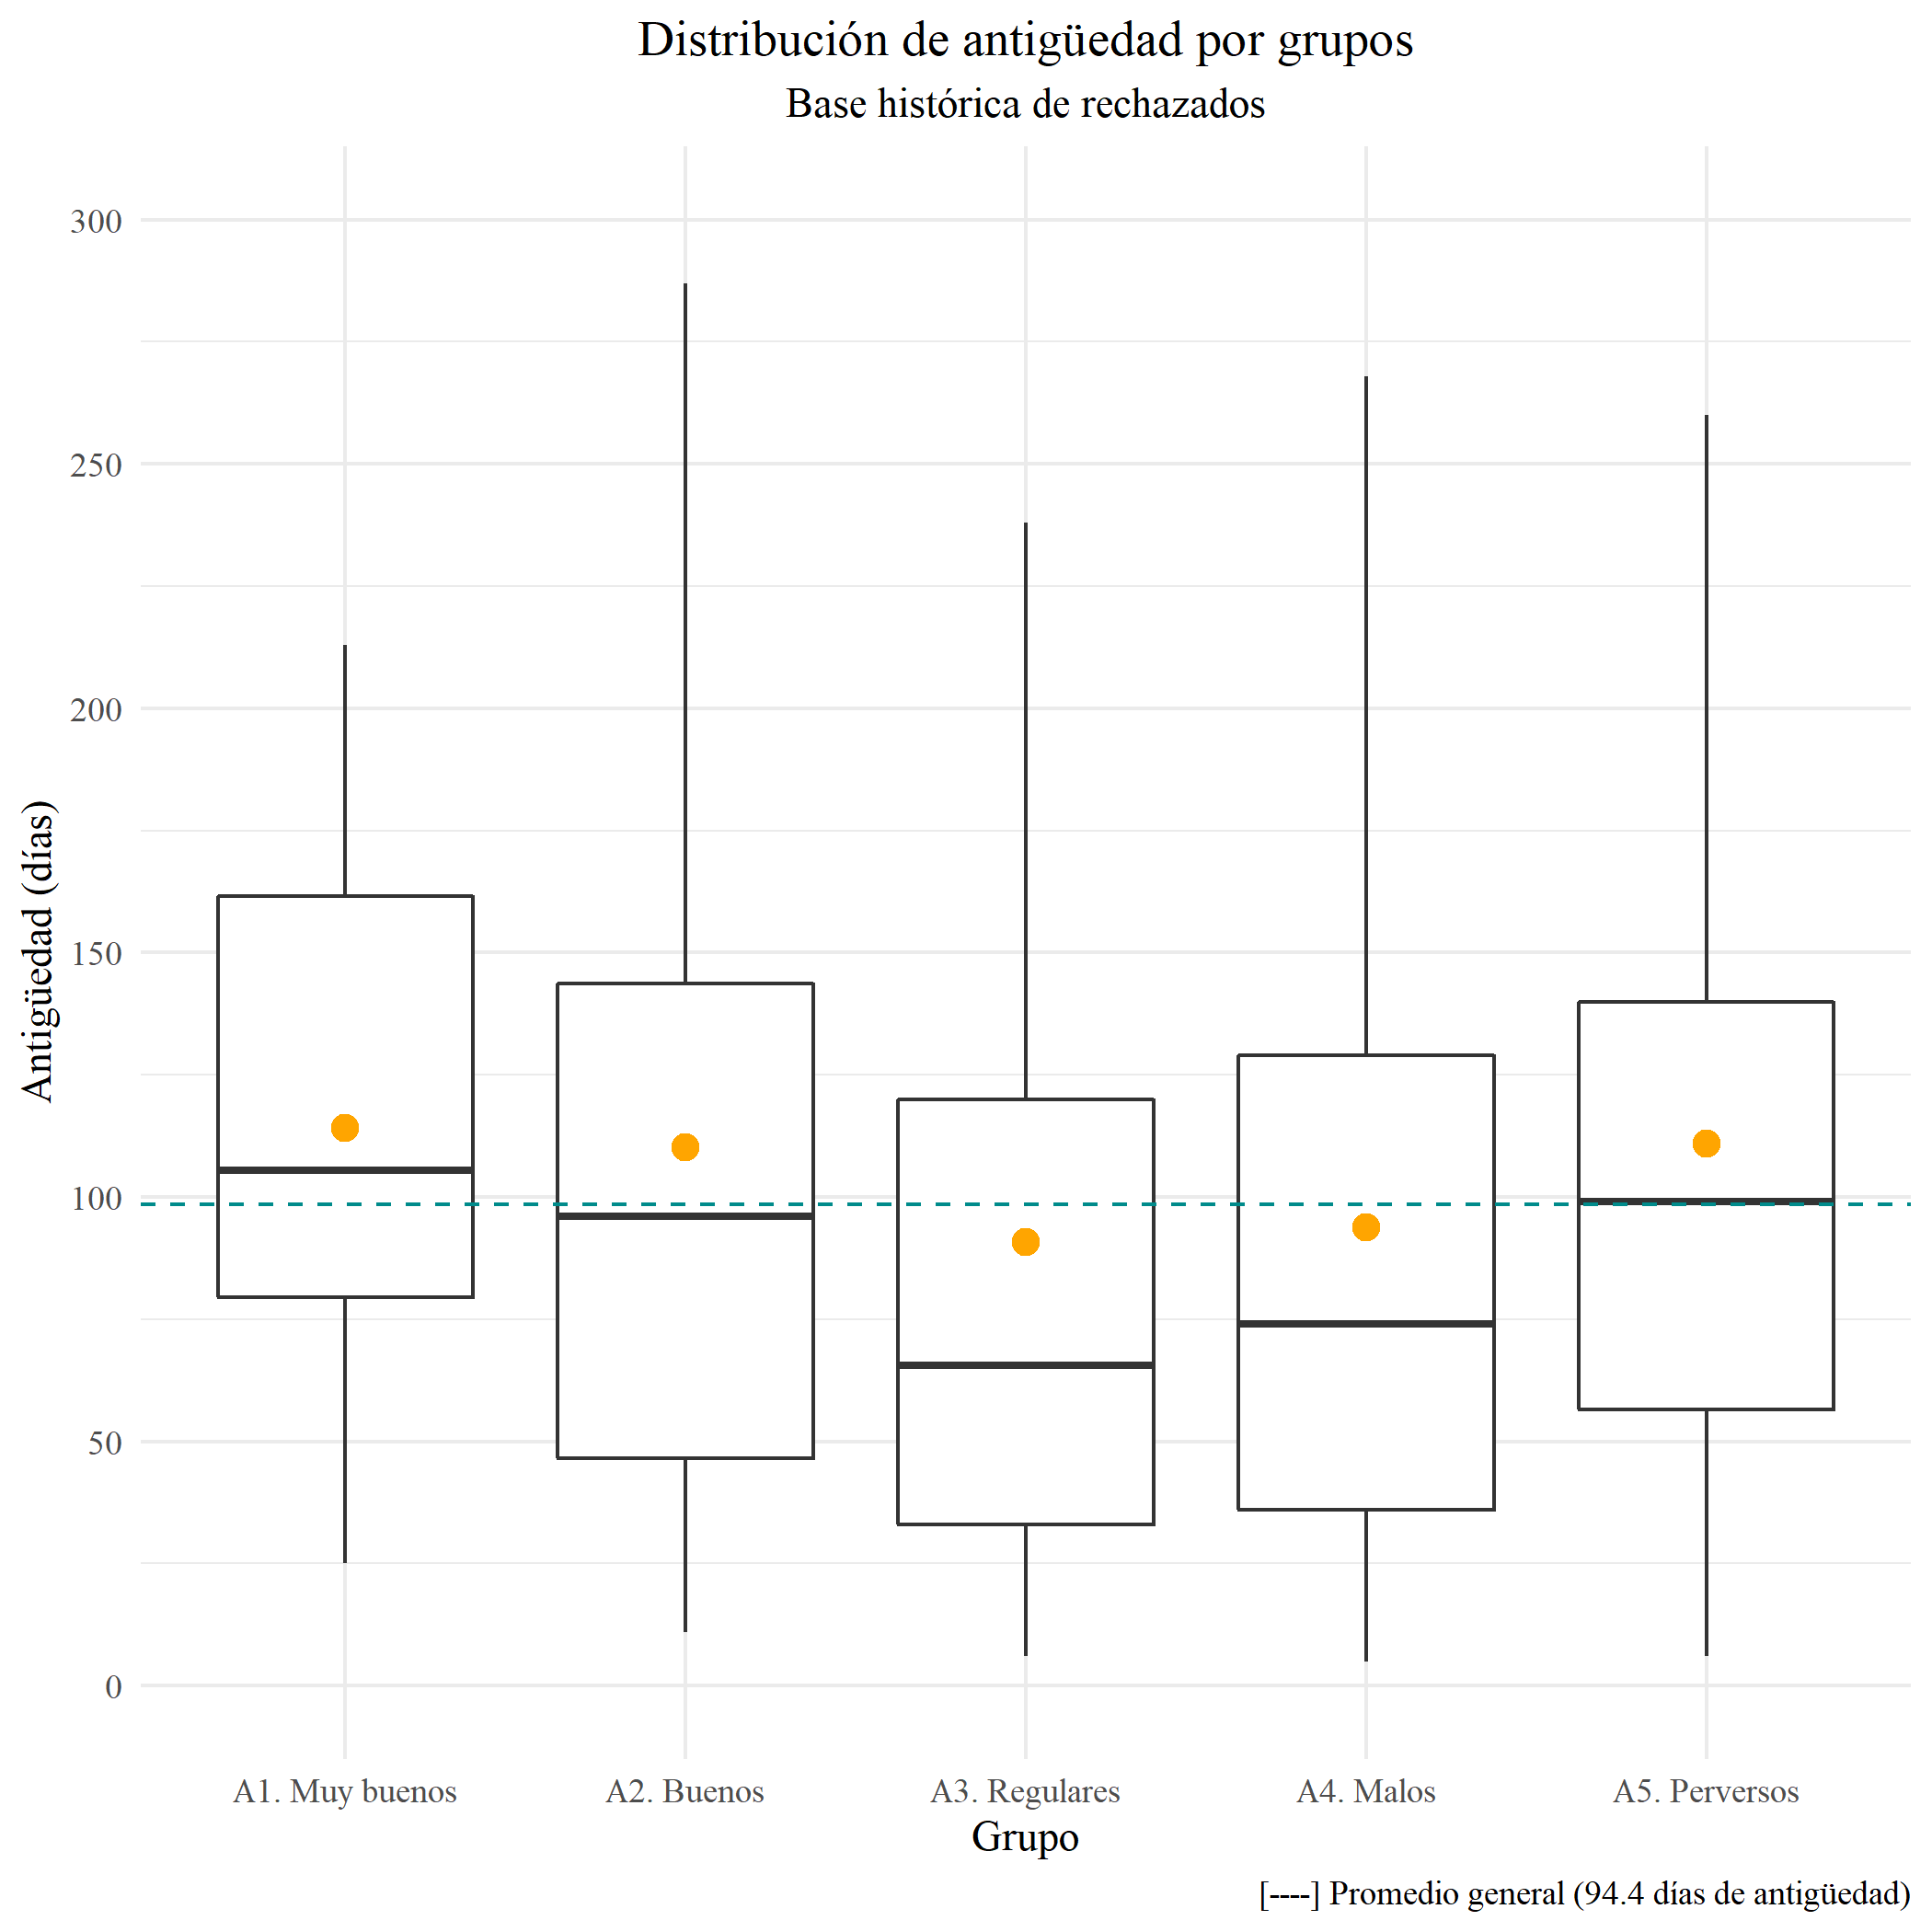 Distribución de antigüedad por grupos
Base histórica de rechazados
300
250
200
150
100
50
0
Antigüedad (días)
A1. Muy buenos
A2. Buenos
A3. Regulares
A4. Malos
A5. Perversos
Grupo
[----] Promedio general (94.4 días de antigüedad)